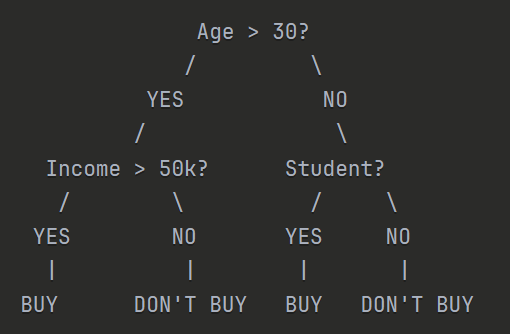 Age > 30?
/ \
YES NO
/ \
Income > 50k? Student?
/ \ / \
YES NO YES NO
| | | |
BUY DON'T BUY BUY DON'T BUY